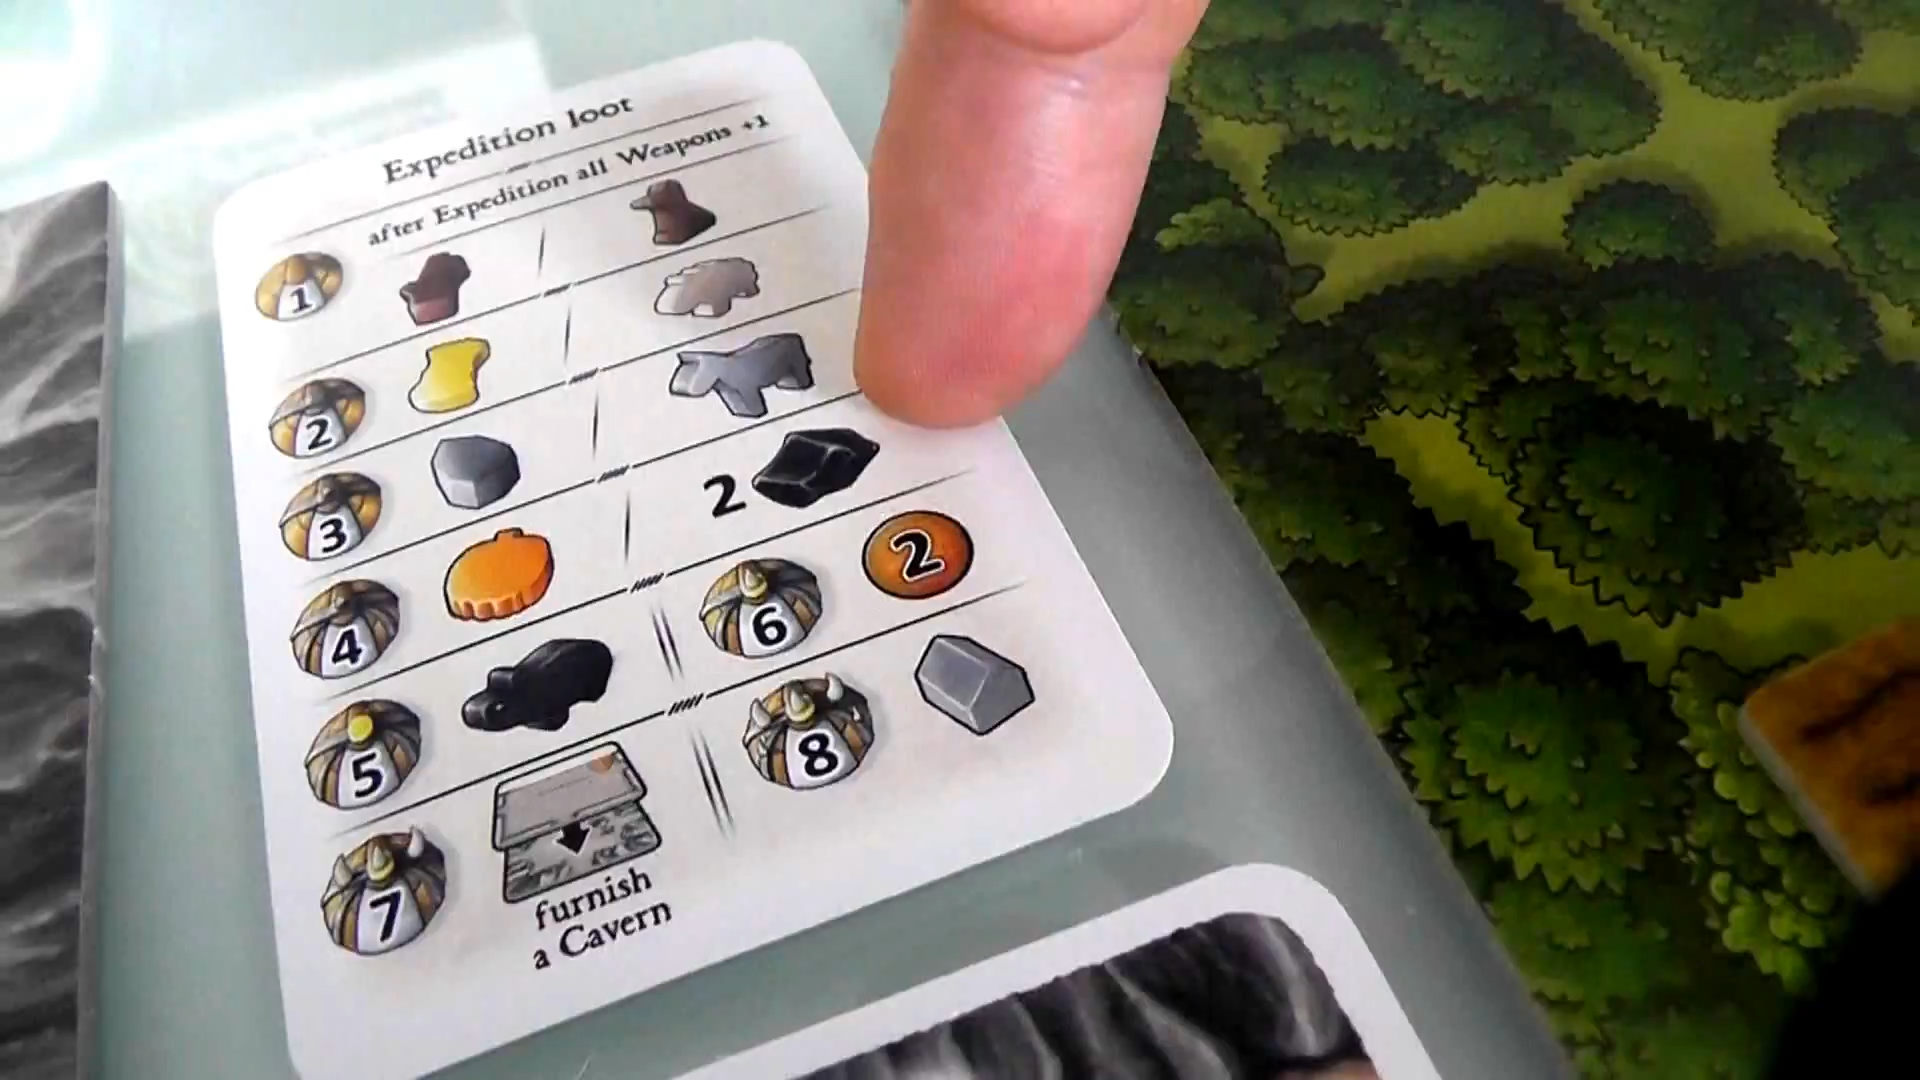 Expedition loot
after Expedition all Weapons +1
1
2
3
4 2
5 6 2
7 8
furnish
a Cavern